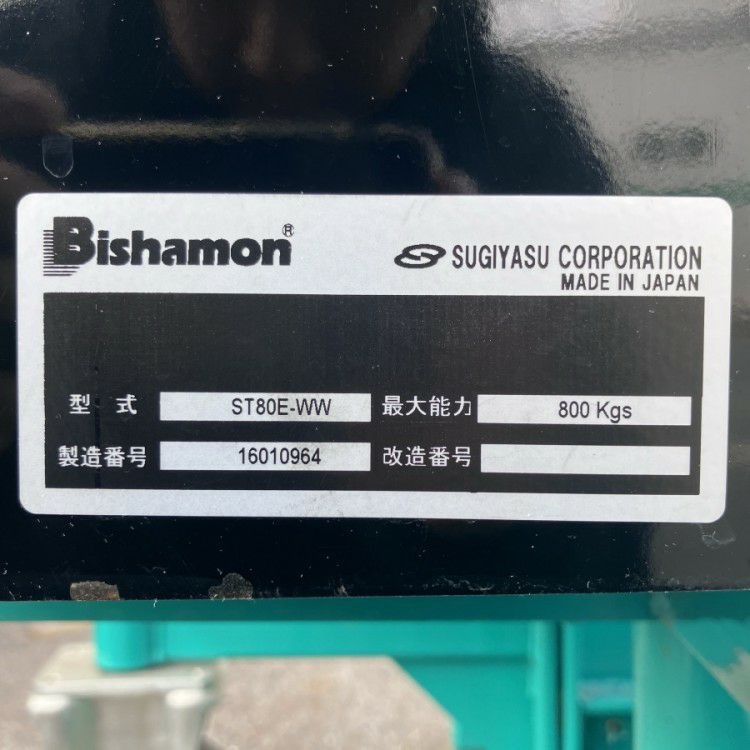 Bishamon®
SUGIYASU CORPORATION
MADE IN JAPAN
型式 ST80E-WW 最大能力 800 Kgs
製造番号 16010964 改造番号